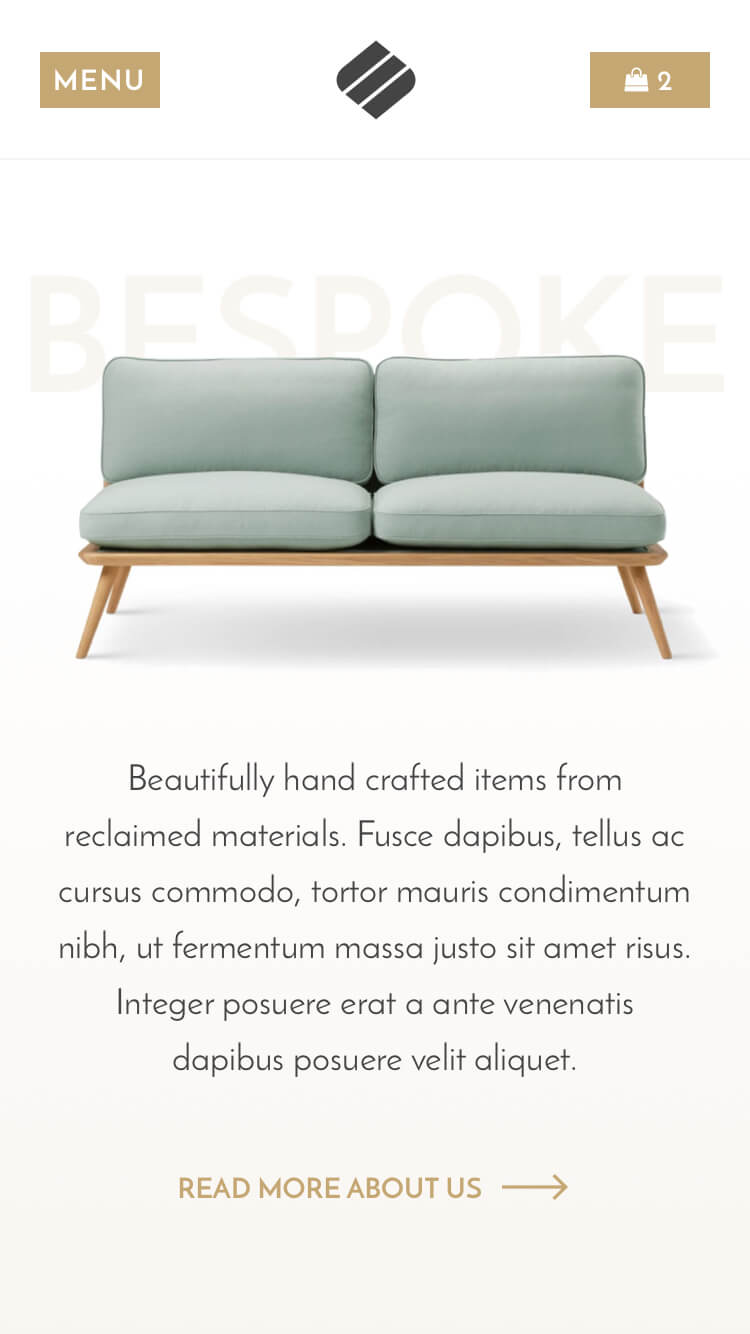 MENU
2
BESPOKE
Beautifully hand crafted items from
reclaimed materials. Fusce dapibus, tellus ac
cursus commodo, tortor mauris condimentum
nibh, ut fermentum massa justo sit amet risus.
Integer posuere erat a ante venenatis
dapibus posuere velit aliquet.
READ MORE ABOUT US